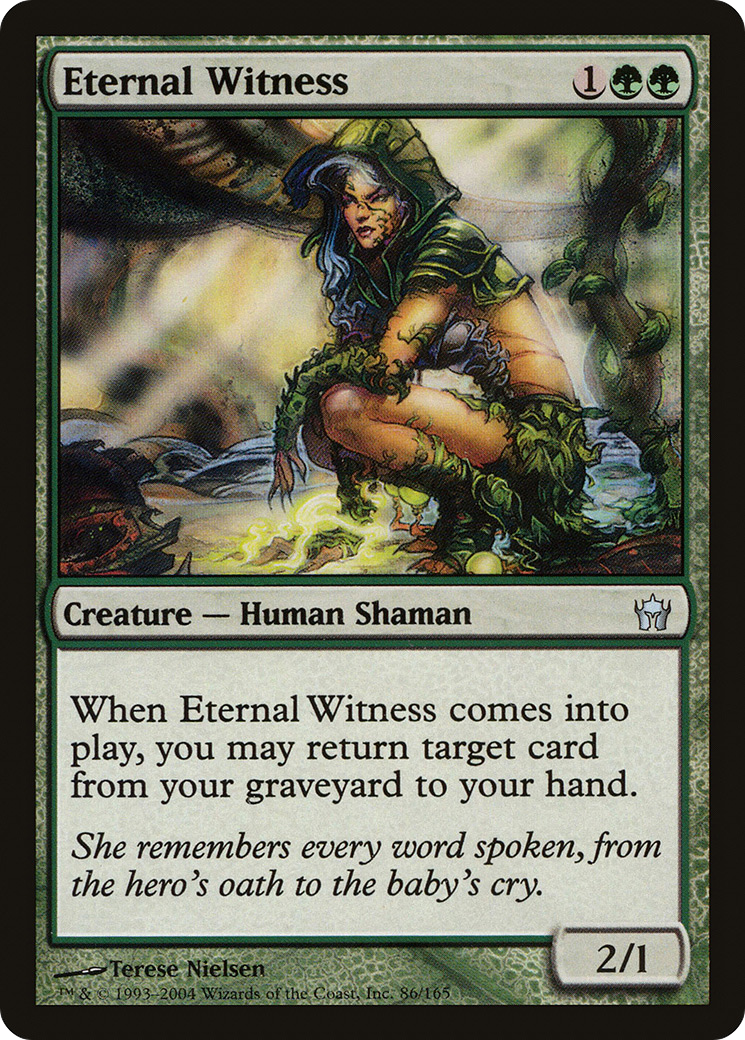 Eternal Witness 1
Creature — Human Shaman
When Eternal Witness comes into
play, you may return target card
from your graveyard to your hand.
She remembers every word spoken, from
the hero's oath to the baby's cry.
2/1
Terese Nielsen
™ & © 1993–2004 Wizards of the Coast, Inc. 86/165